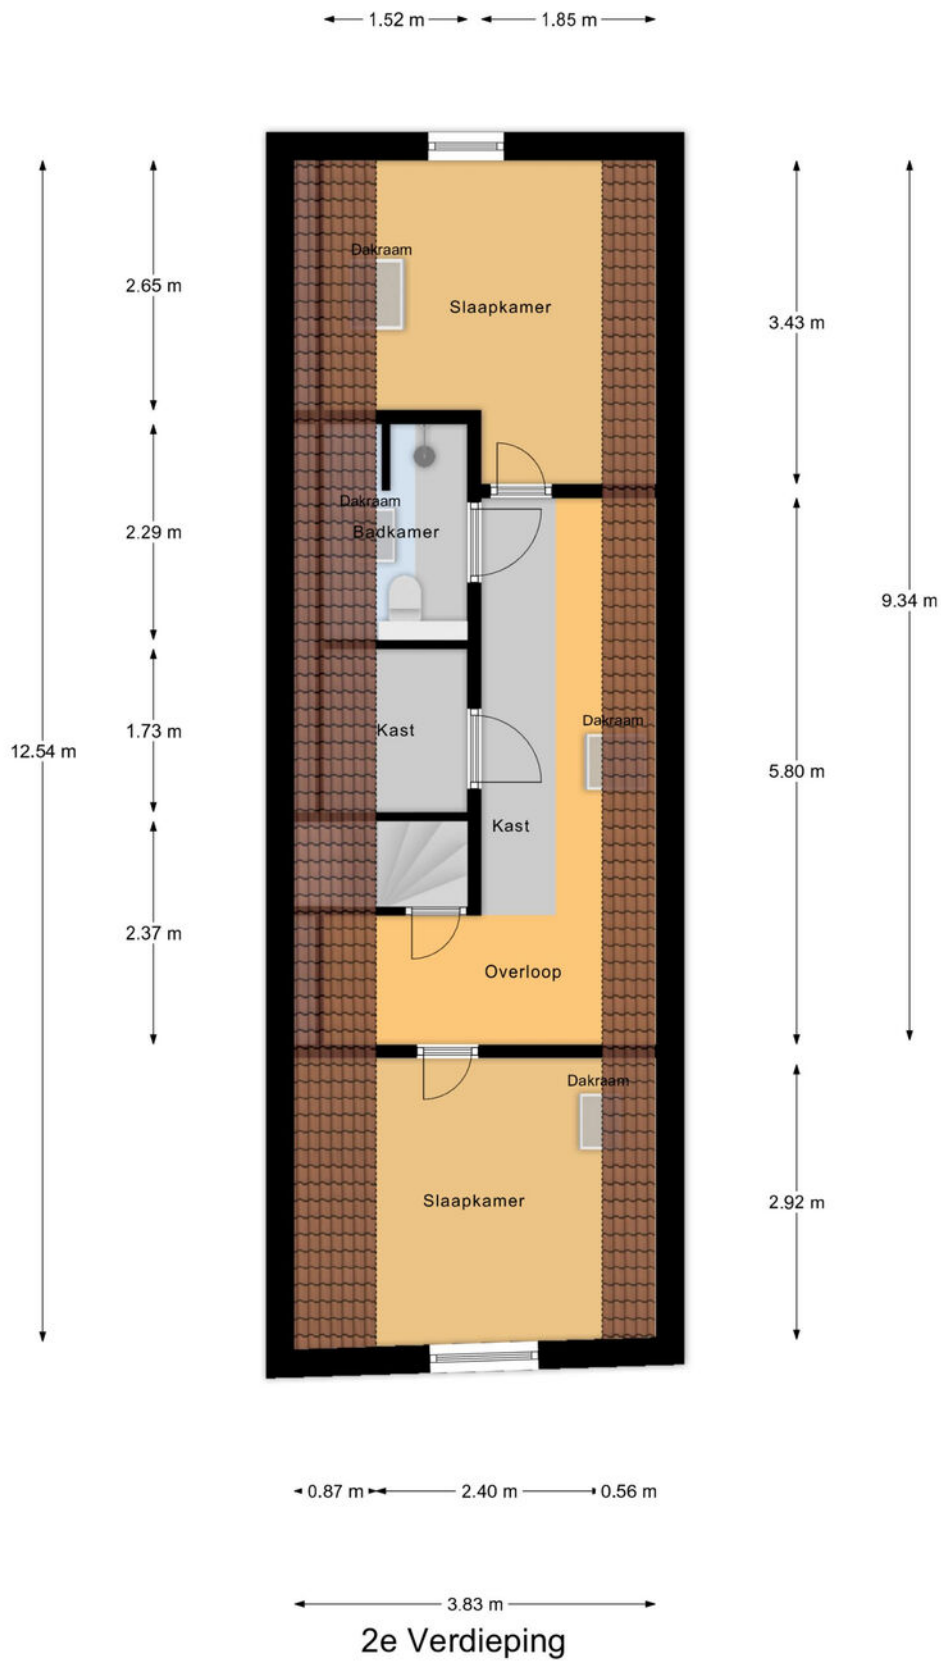 1.52 m 1.85 m
Dakraam
2.65 m
Slaapkamer
3.43 m
Dakraam
2.29 m
Badkamer
9.34 m
Dakraam
1.73 m
Kast
12.54 m
5.80 m
Kast
2.37 m
Overloop
Dakraam
Slaapkamer
2.92 m
0.87 m 2.40 m 0.56 m
3.83 m
2e Verdieping